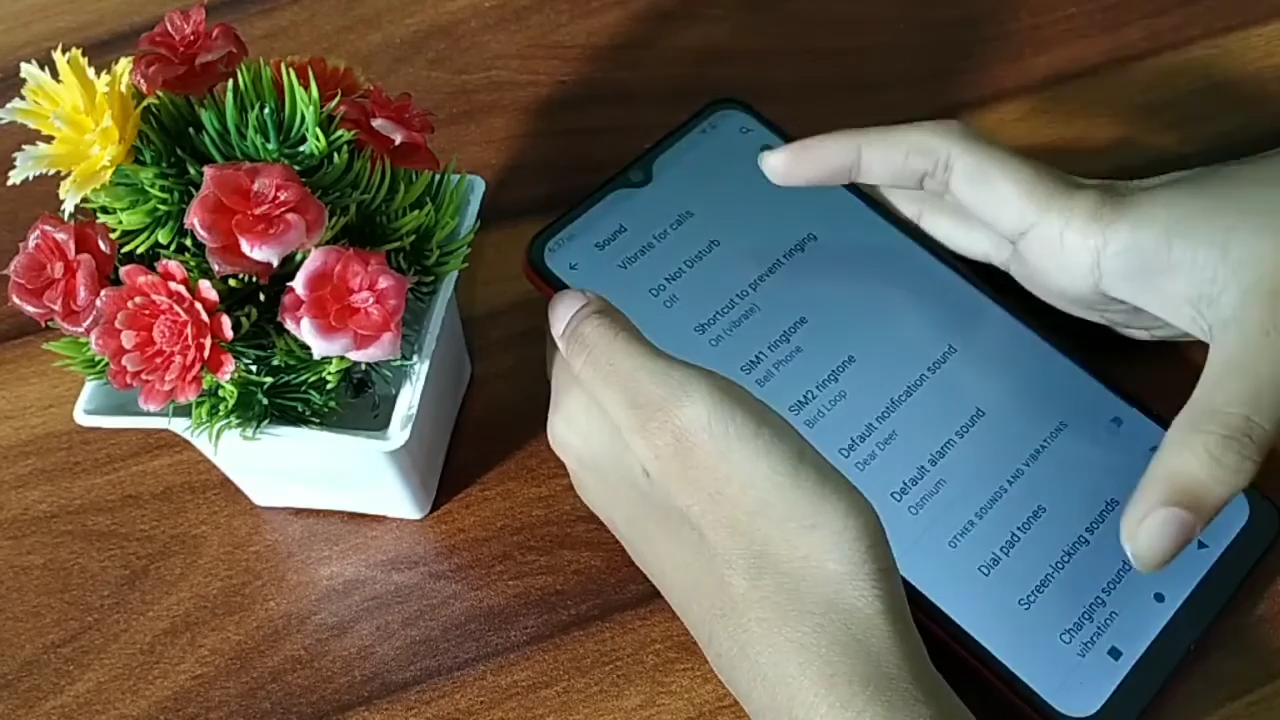 Sound
Vibrate for calls
Do Not Disturb
Off
Shortcut to prevent ringing
On (vibrate)
SIM1 ringtone
Bell Phone
SIM2 ringtone
Bird Loop
Default notification sound
Dear Deer
Default alarm sound
Osmium
OTHER SOUNDS AND VIBRATIONS
Dial pad tones
Screen-locking sounds
Charging sound
vibration